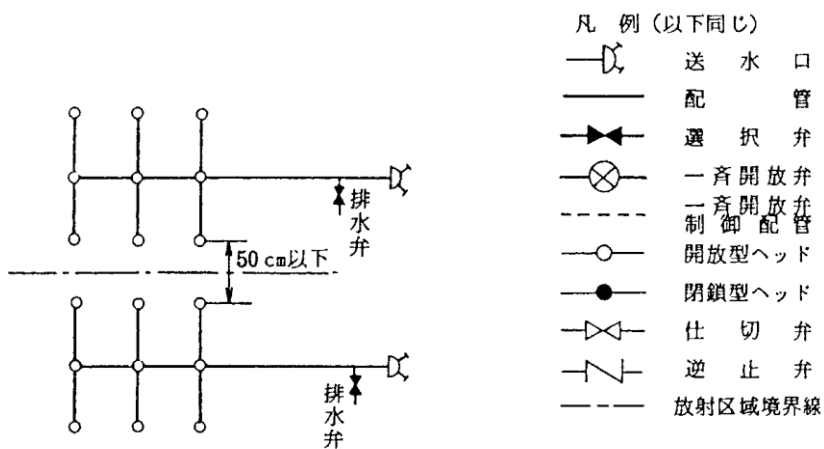 排水弁
50cm以下
排水弁
凡例(以下同じ)
送水口
配管
選択弁
一斉開放弁
一斉開放弁
制御配管
開放型ヘッド
閉鎖型ヘッド
仕切弁
逆止弁
放射区域境界線